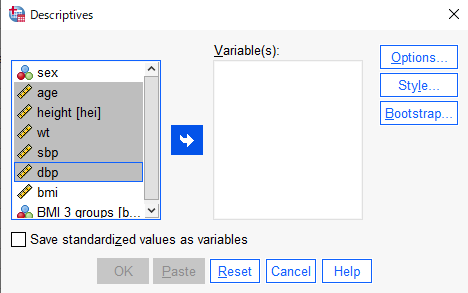 Descriptives
Variable(s):
sex
age
height [hei]
wt
sbp
dbp
bmi
BMI 3 groups [b...
Options...
Style...
Bootstrap...
Save standardized values as variables
OK
Paste
Reset
Cancel
Help